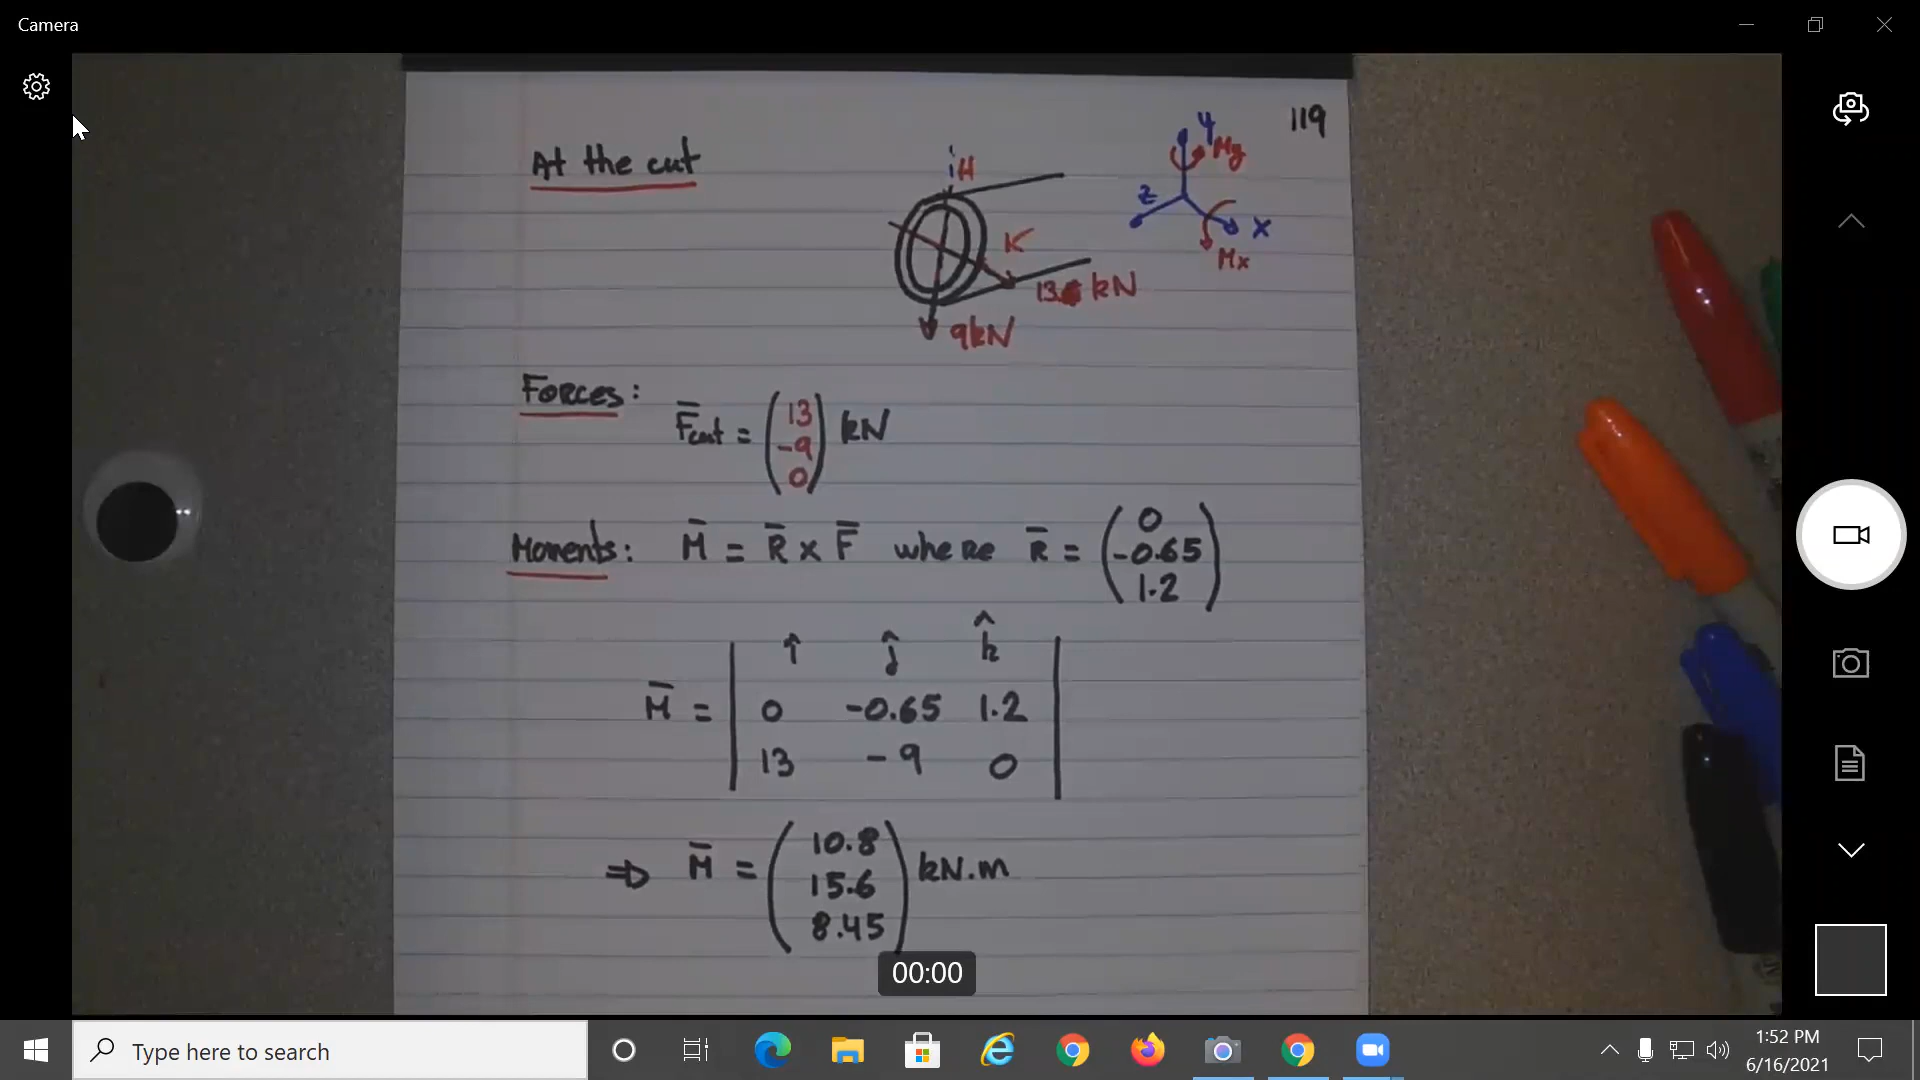 Camera
119
At the cut
H
Y
My
Z
X
Mx
K
kN
9kN
Forces: F̅cut = (13 -9 0) kN
Moments: M̅ = R̅ x F̅ where R̅ = (0 -0.65 1.2)
M̅ = | î ĵ k̂ |
0 -0.65 1.2
13 -9 0
⇒ M̅ = (10.8 15.6 8.45) kN.m
00:00
Type here to search
1:52 PM
6/16/2021